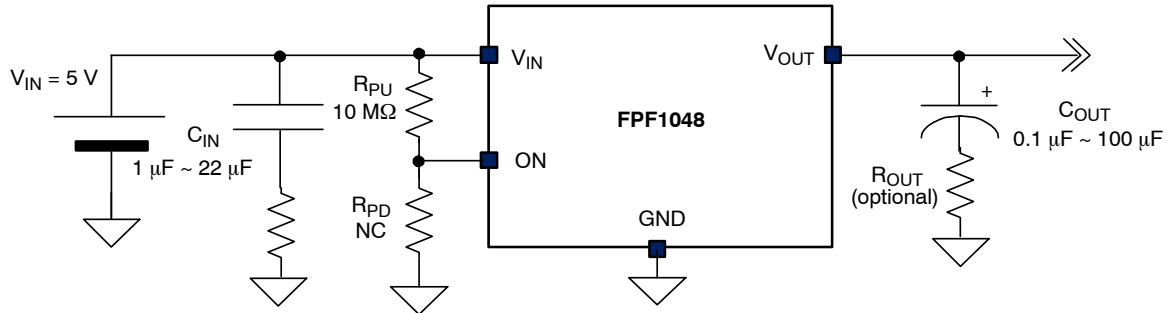 V_IN = 5 V
C_IN
1 μF ~ 22 μF
R_PU
10 MΩ
R_PD
NC
V_IN
ON
FPF1048
GND
V_OUT
+
C_OUT
0.1 μF ~ 100 μF
R_OUT
(optional)